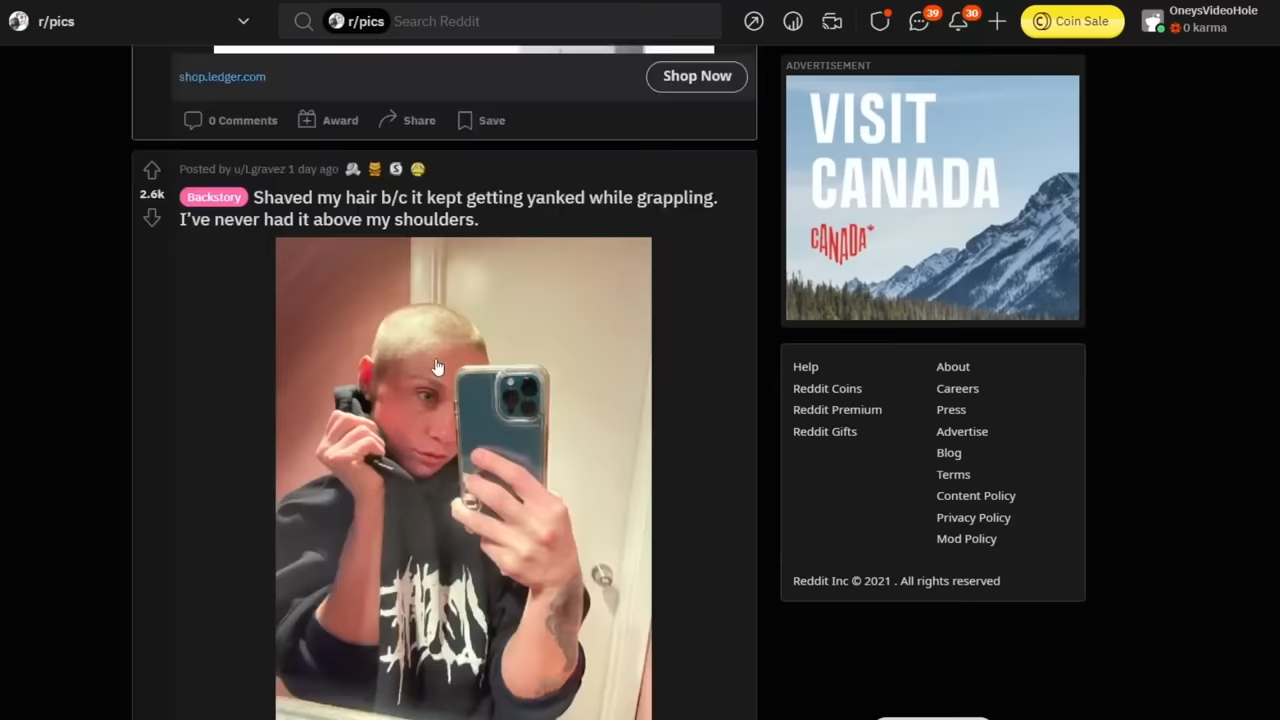 r/pics
r/pics Search Reddit
39
30
Coin Sale
OneysVideoHole
0 karma
shop.ledger.com
Shop Now
0 Comments
Award
Share
Save
Posted by u/Lgravez 1 day ago
2.6k
Backstory Shaved my hair b/c it kept getting yanked while grappling.
I've never had it above my shoulders.
ADVERTISEMENT
VISIT
CANADA
CANADA
Help
About
Reddit Coins
Careers
Reddit Premium
Press
Reddit Gifts
Advertise
Blog
Terms
Content Policy
Privacy Policy
Mod Policy
Reddit Inc © 2021 . All rights reserved